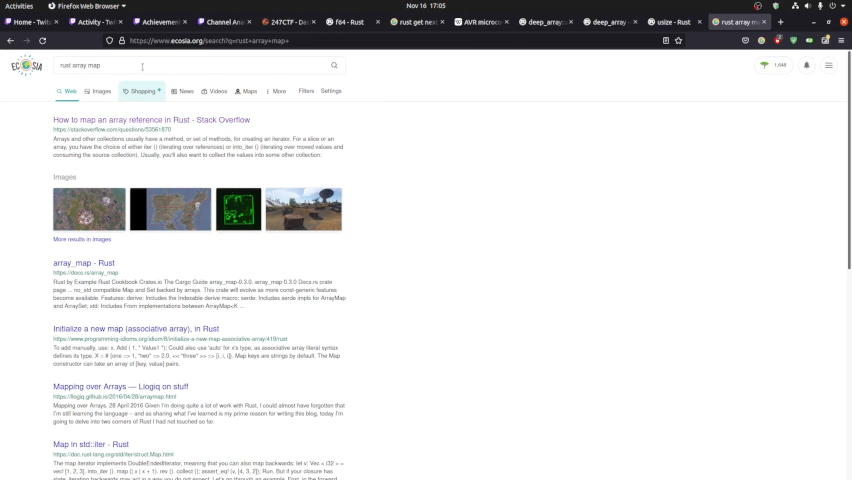 Activities
Firefox Web Browser
Nov 16 17:05
Home - Twitc
Activity - Twit
Achievement
Channel Ana
247CTF - Das
f64 - Rust
rust get next
AVR microco
deep_array::
deep_array -
usize - Rust
rust array ma
https://www.ecosia.org/search?q=rust+array+map+
ECOSIA
rust array map
1,648
Web
Images
Shopping
News
Videos
Maps
More
Filters
Settings
How to map an array reference in Rust - Stack Overflow
Arrays and other collections usually have a method, or set of methods, for creating an iterator. For a slice or an
array, you have the choice of either iter () (iterating over references) or into_iter () (iterating over moved values and
consuming the source collection). Usually, you'll also want to collect the values into some other collection:
Images
More results in images
array_map - Rust
https://docs.rs/array_map
Rust by Example Rust Cookbook Crates.io The Cargo Guide array_map-0.3.0. array_map 0.3.0 Docs.rs crate
page ... no_std compatible Map and Set backed by arrays. This crate will evolve as more const-generic features
become available. Features: derive: Includes the Indexable-derive macro; serde: Includes serde impls for ArrayMap
and ArraySet; std: Includes From implementations between ArrayMap<K ...
Initialize a new map (associative array), in Rust
https://www.programming-idioms.org/idiom/8/initialize-a-new-map-associative-array/419/rust
To add manually, use: x. Add ( 1, " Value1 "); Could also use 'auto' for x's type, as associative array literal syntax
defines its type. X = # [one => 1, "two" => 2.0, << "three" >> => [i, i, i]}. Map keys are strings by default. The Map
constructor can take an array of [key, value] pairs.
Mapping over Arrays — Llogiq on stuff
https://llogiq.github.io/2016/04/28/arraymap.html
Mapping over Arrays. 28 April 2016 Given I'm doing quite a lot of work with Rust, I could almost have forgotten that
I'm still learning the language – and as sharing what I've learned is my prime reason for writing this blog, today I'm
going to delve into two corners of Rust I had not touched so far:
Map in std::iter - Rust
https://doc.rust-lang.org/std/iter/struct.Map.html
The map iterator implements DoubleEndedIterator, meaning that you can also map backwards: let v: Vec < i32 > =
vec! [1, 2, 3]. into_iter (). map (| x | x + 1). rev (). collect (); assert_eq! (v, [4, 3, 2]); Run. But if your closure has
state, iterating backwards may act in a way you do not expect. Let's go through an example. First, in the forward